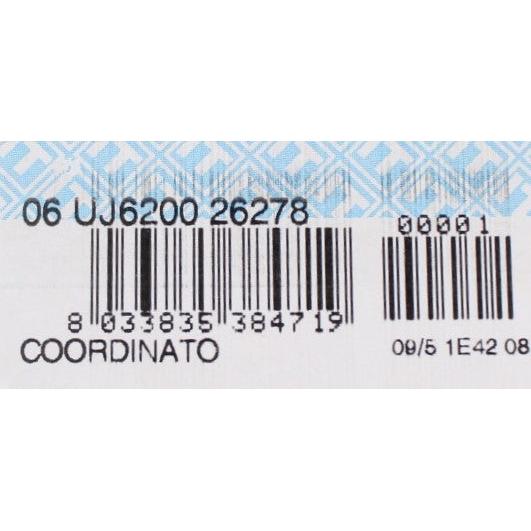 06 UJ6200 26278
00001
8 033835 384719
COORDINATO
09/5 1E42 08